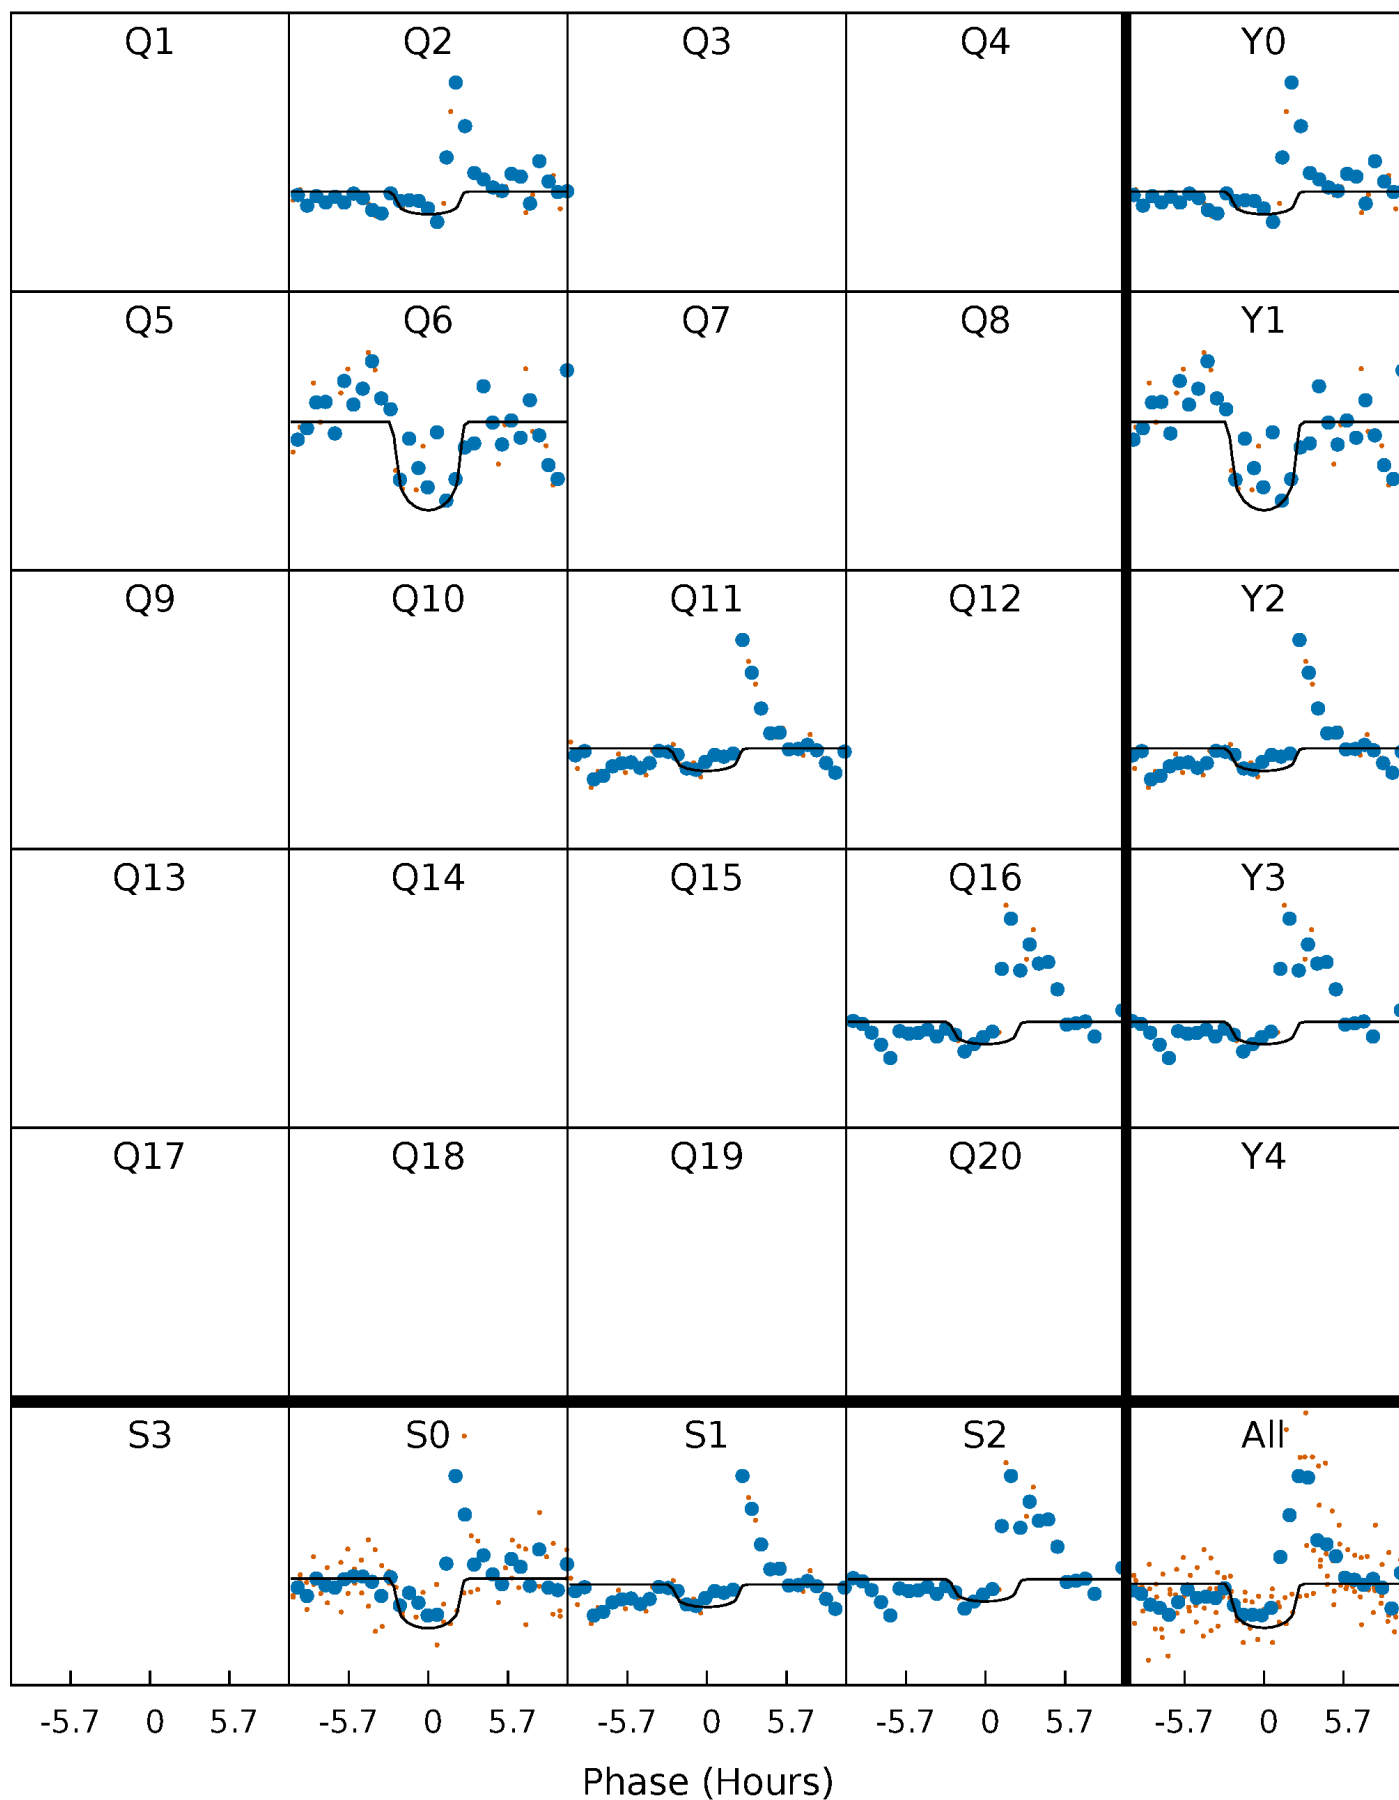 Q1 Q2 Q3 Q4 Y0
Q5 Q6 Q7 Q8 Y1
Q9 Q10 Q11 Q12 Y2
Q13 Q14 Q15 Q16 Y3
Q17 Q18 Q19 Q20 Y4
S3 S0 S1 S2 All
-5.7 0 5.7 -5.7 0 5.7 -5.7 0 5.7 -5.7 0 5.7 -5.7 0 5.7
Phase (Hours)